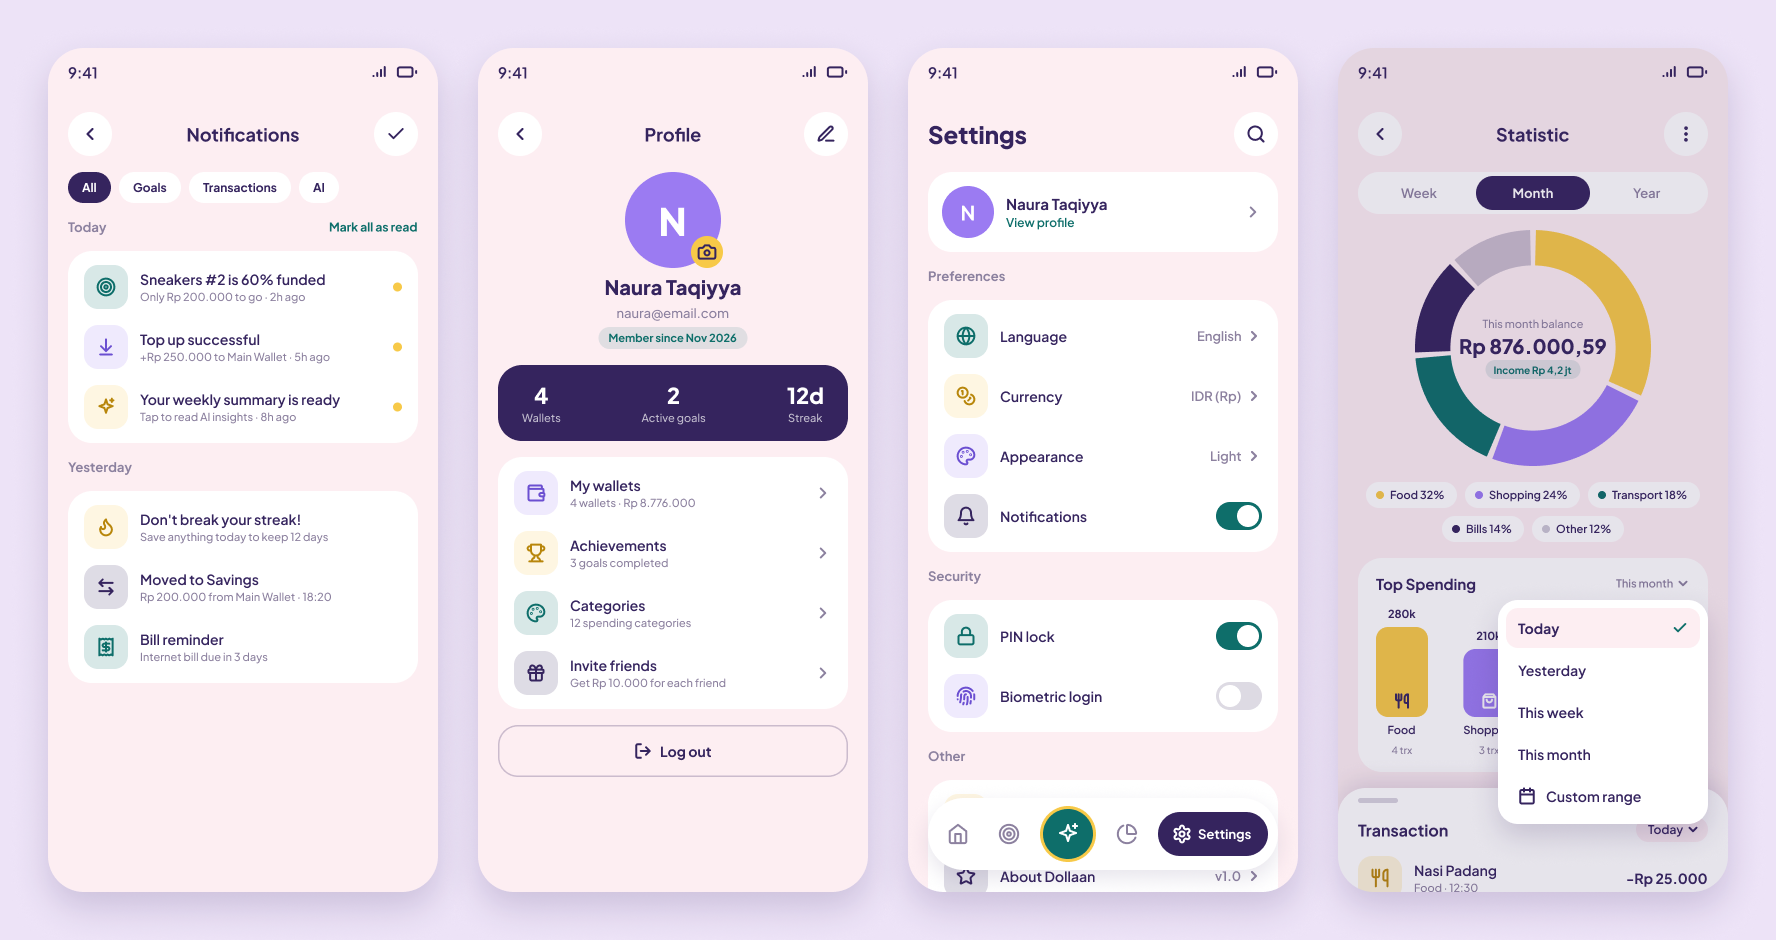 9:41
Notifications
All
Goals
Transactions
AI
Today
Mark all as read
Sneakers #2 is 60% funded
Only Rp 200.000 to go · 2h ago
Top up successful
+Rp 250.000 to Main Wallet · 5h ago
Your weekly summary is ready
Tap to read AI insights · 8h ago
Yesterday
Don't break your streak!
Save anything today to keep 12 days
Moved to Savings
Rp 200.000 from Main Wallet · 18:20
Bill reminder
Internet bill due in 3 days
9:41
Profile
N
Naura Taqiyya
naura@email.com
Member since Nov 2026
4
Wallets
2
Active goals
12d
Streak
My wallets
4 wallets · Rp 8.776.000
Achievements
3 goals completed
Categories
12 spending categories
Invite friends
Get Rp 10.000 for each friend
Log out
9:41
Settings
N
Naura Taqiyya
View profile
Preferences
Language
English
Currency
IDR (Rp)
Appearance
Light
Notifications
Security
PIN lock
Biometric login
Other
Settings
About Dollaan
v1.0
9:41
Statistic
Week
Month
Year
This month balance
Rp 876.000,59
Income Rp 4,2 jt
Food 32%
Shopping 24%
Transport 18%
Bills 14%
Other 12%
Top Spending
This month
280k
Food
4 trx
210k
Shopp
3 trx
Today
Yesterday
This week
This month
Custom range
Transaction
Today
Nasi Padang
Food · 12:30
-Rp 25.000